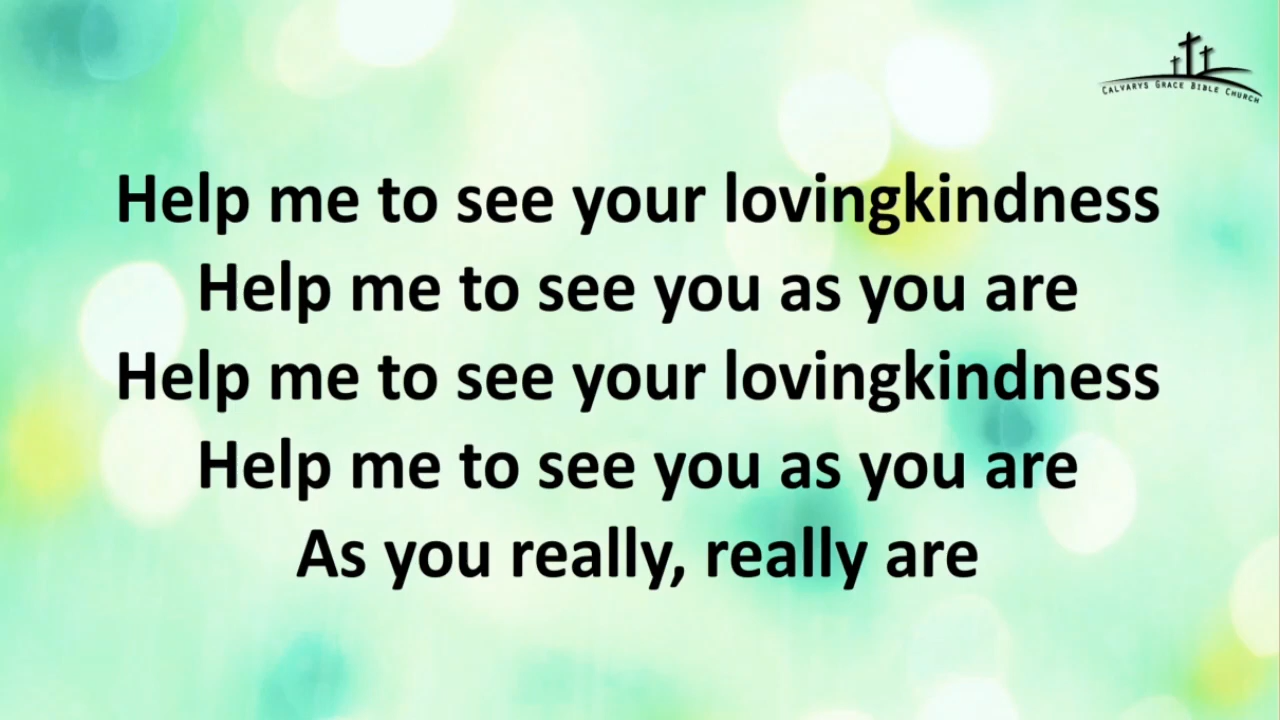 Calvarys Grace Bible Church
Help me to see your lovingkindness
Help me to see you as you are
Help me to see your lovingkindness
Help me to see you as you are
As you really, really are